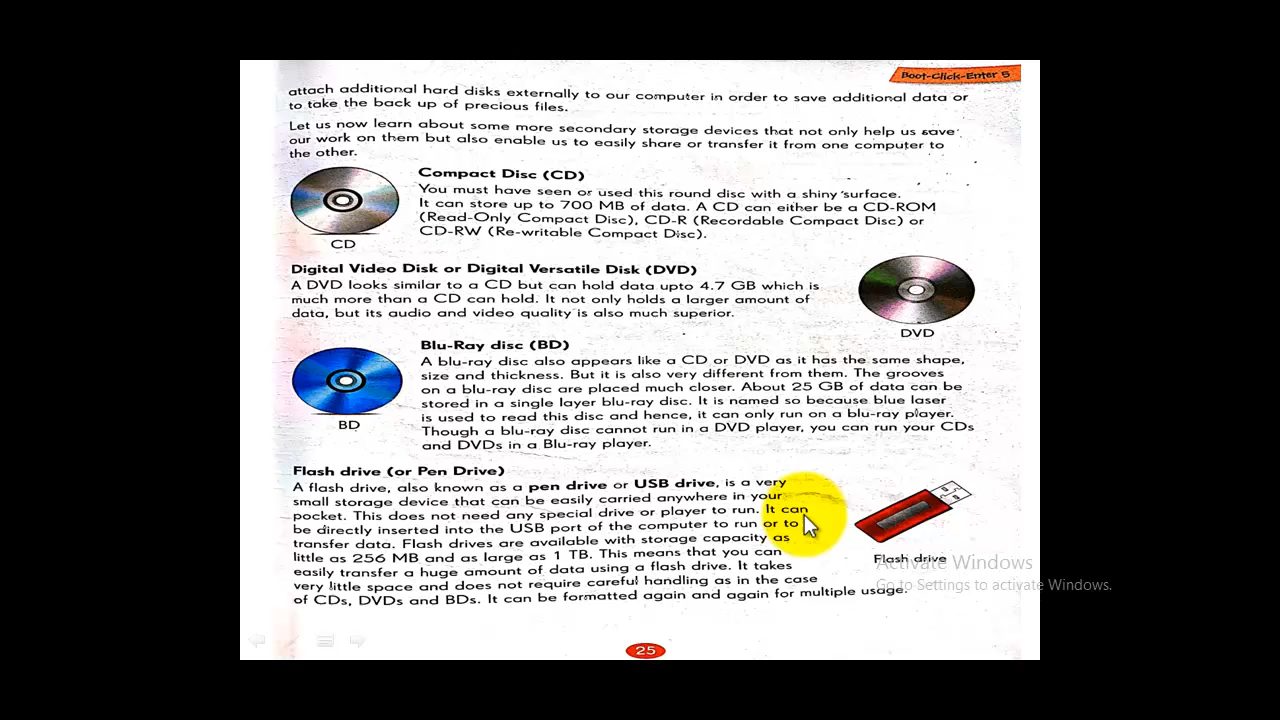 Boot-Click-Enter 5
attach additional hard disks externally to our computer in order to save additional data or
to take the back up of precious files.
Let us now learn about some more secondary storage devices that not only help us save
our work on them but also enable us to easily share or transfer it from one computer to
the other.
Compact Disc (CD)
You must have seen or used this round disc with a shiny surface.
It can store up to 700 MB of data. A CD can either be a CD-ROM
(Read-Only Compact Disc), CD-R (Recordable Compact Disc) or
CD-RW (Re-writable Compact Disc).
CD
Digital Video Disk or Digital Versatile Disk (DVD)
A DVD looks similar to a CD but can hold data upto 4.7 GB which is
much more than a CD can hold. It not only holds a larger amount of
data, but its audio and video quality is also much superior.
DVD
Blu-Ray disc (BD)
A blu-ray disc also appears like a CD or DVD as it has the same shape,
size and thickness. But it is also very different from them. The grooves
on a blu-ray disc are placed much closer. About 25 GB of data can be
stored in a single layer blu-ray disc. It is named so because blue laser
is used to read this disc and hence, it can only run on a blu-ray player.
Though a blu-ray disc cannot run in a DVD player, you can run your CDs
and DVDs in a Blu-ray player.
BD
Flash drive (or Pen Drive)
A flash drive, also known as a pen drive or USB drive, is a very
small storage device that can be easily carried anywhere in your
pocket. This does not need any special drive or player to run. It can
be directly inserted into the USB port of the computer to run or to
transfer data. Flash drives are available with storage capacity as
little as 256 MB and as large as 1 TB. This means that you can
easily transfer a huge amount of data using a flash drive. It takes
very little space and does not require careful handling as in the case
of CDs, DVDs and BDs. It can be formatted again and again for multiple usage.
Flash drive
Activate Windows
Go to Settings to activate Windows.
25